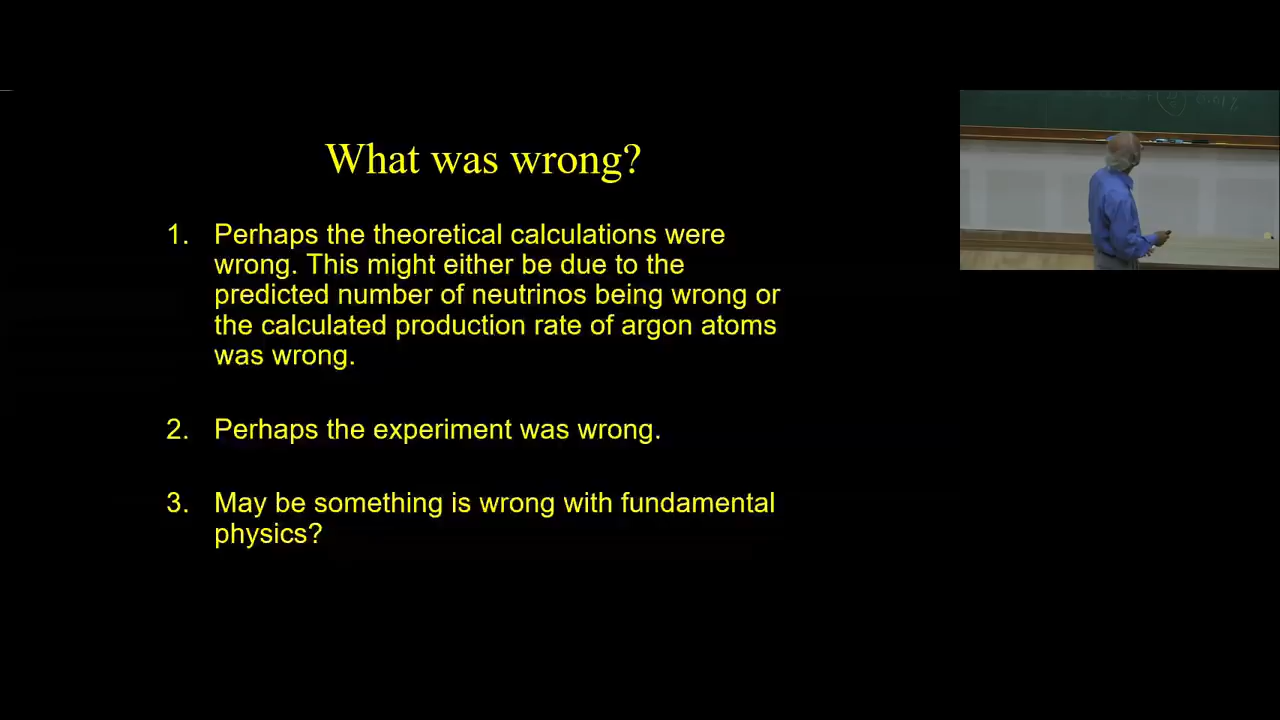 What was wrong?
1. Perhaps the theoretical calculations were
wrong. This might either be due to the
predicted number of neutrinos being wrong or
the calculated production rate of argon atoms
was wrong.
2. Perhaps the experiment was wrong.
3. May be something is wrong with fundamental
physics?